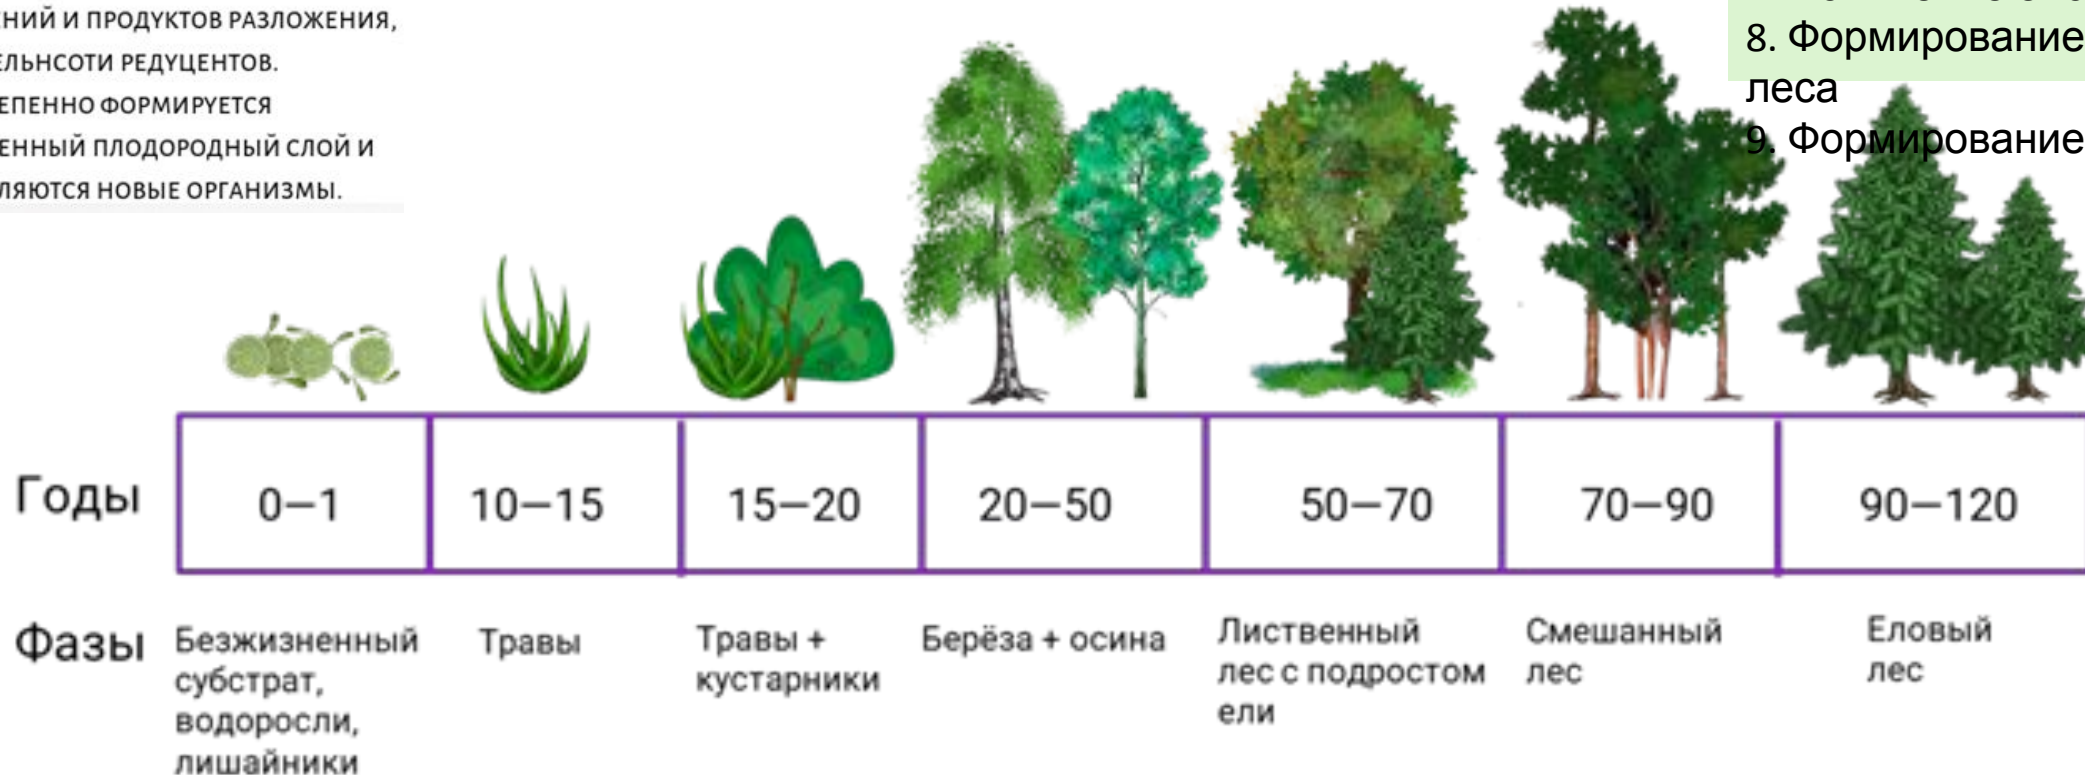 ЕНИЙ И ПРОДУКТОВ РАЗЛОЖЕНИЯ,
ЕЛЬНСОТИ РЕДУЦЕНТОВ.
ЕПЕННО ФОРМИРУЕТСЯ
ЕННЫЙ ПЛОДОРОДНЫЙ СЛОЙ И
ЛЯЮТСЯ НОВЫЕ ОРГАНИЗМЫ.
8. Формирование
леса
9. Формирование
Годы 0—1 10—15 15—20 20—50 50—70 70—90 90—120
Фазы
Безжизненный
субстрат,
водоросли,
лишайники
Травы
Травы +
кустарники
Берёза + осина
Лиственный
лес с подростом
ели
Смешанный
лес
Еловый
лес